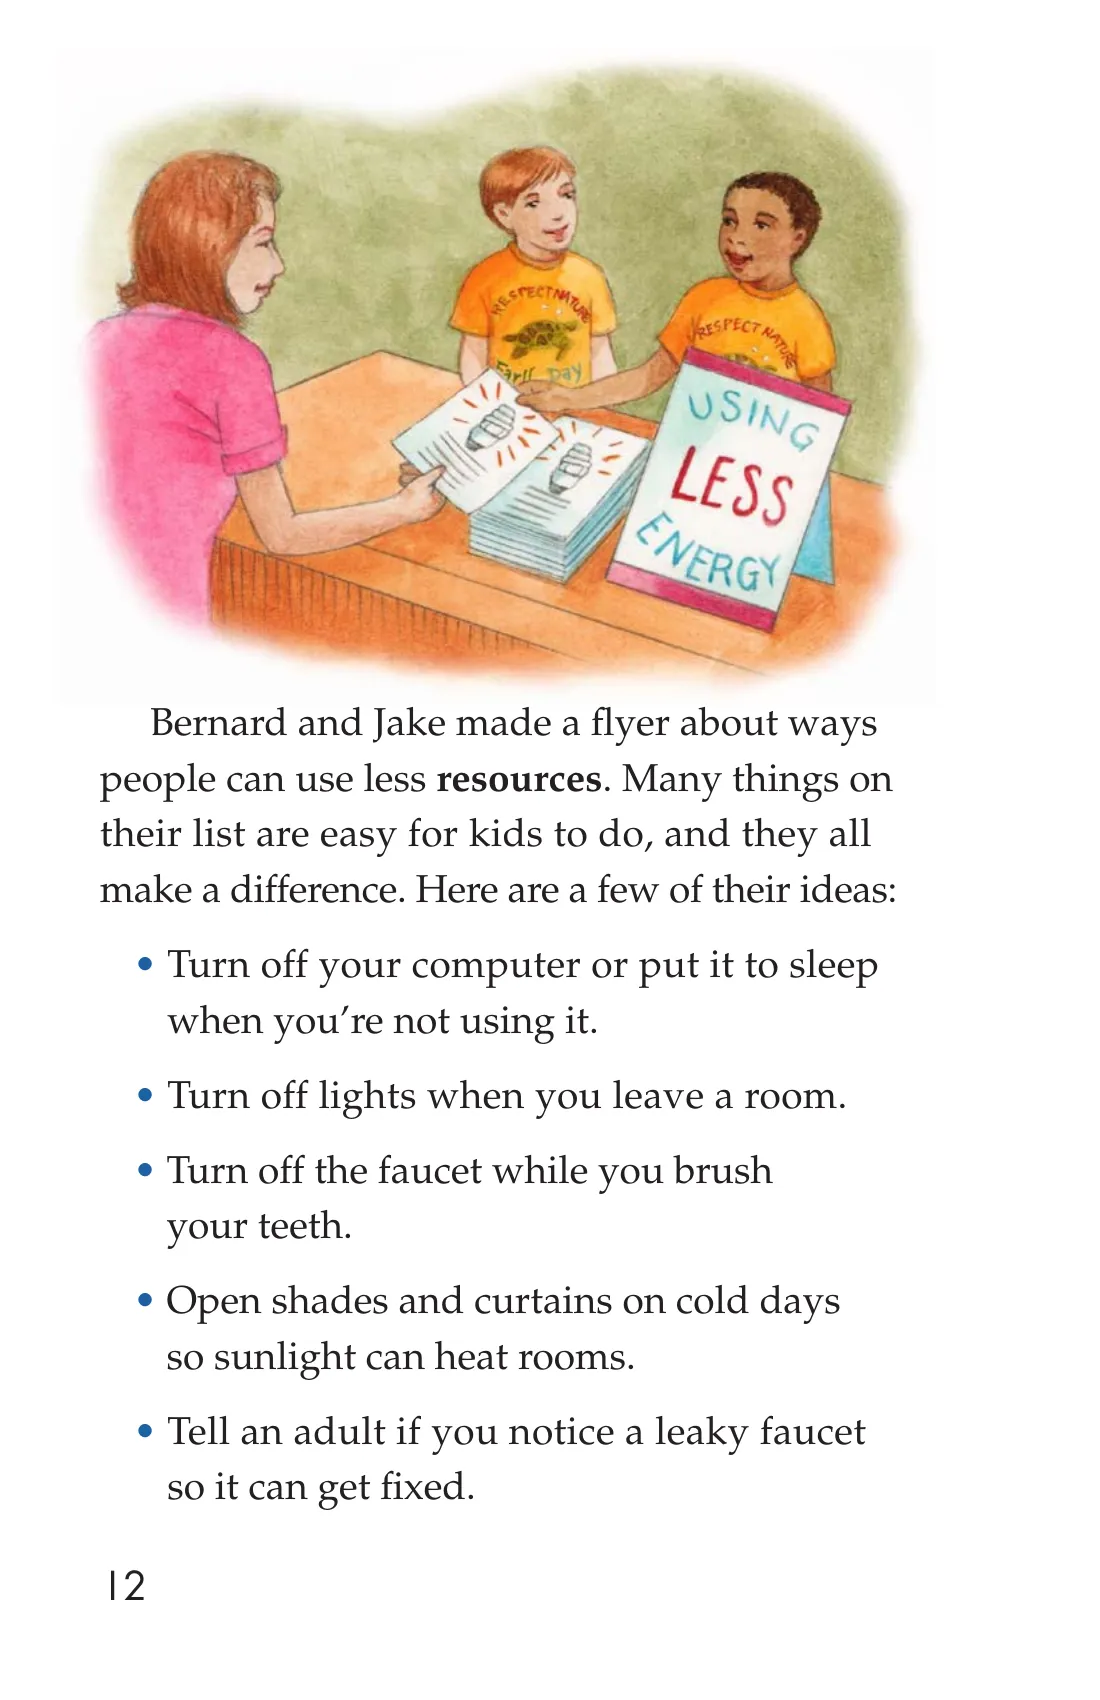 RESPECT NATURE
Earth Day
RESPECT NATURE
USING
LESS
ENERGY
Bernard and Jake made a flyer about ways
people can use less resources. Many things on
their list are easy for kids to do, and they all
make a difference. Here are a few of their ideas:
• Turn off your computer or put it to sleep
when you’re not using it.
• Turn off lights when you leave a room.
• Turn off the faucet while you brush
your teeth.
• Open shades and curtains on cold days
so sunlight can heat rooms.
• Tell an adult if you notice a leaky faucet
so it can get fixed.
12